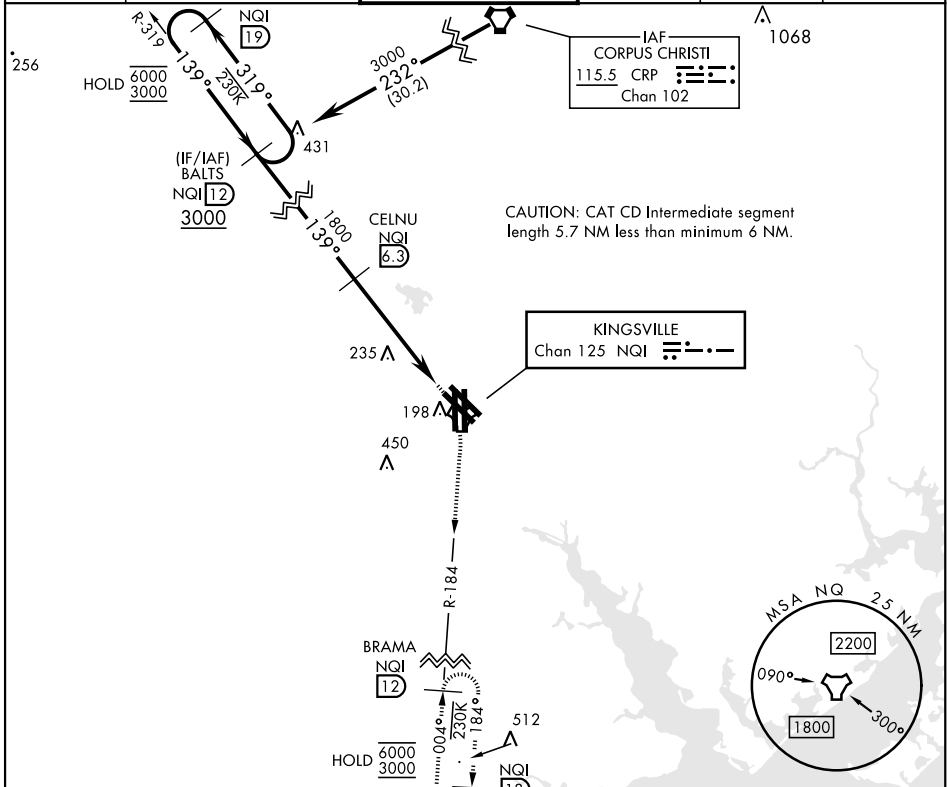 R-319
NQI
19
256
HOLD 6000
3000
139°
230K
319°
3000
232°
(30.2)
1068
IAF
CORPUS CHRISTI
115.5 CRP
Chan 102
431
(IF/IAF)
BALTS
NQI 12
3000
1800
139°
CELNU
NQI
6.3
CAUTION: CAT CD Intermediate segment
length 5.7 NM less than minimum 6 NM.
KINGSVILLE
Chan 125 NQI
235
198
450
R-184
BRAMA
NQI
12
004°
230K
184°
512
HOLD 6000
3000
NQI
MSA NQ 25 NM
2200
090°
1800
300°